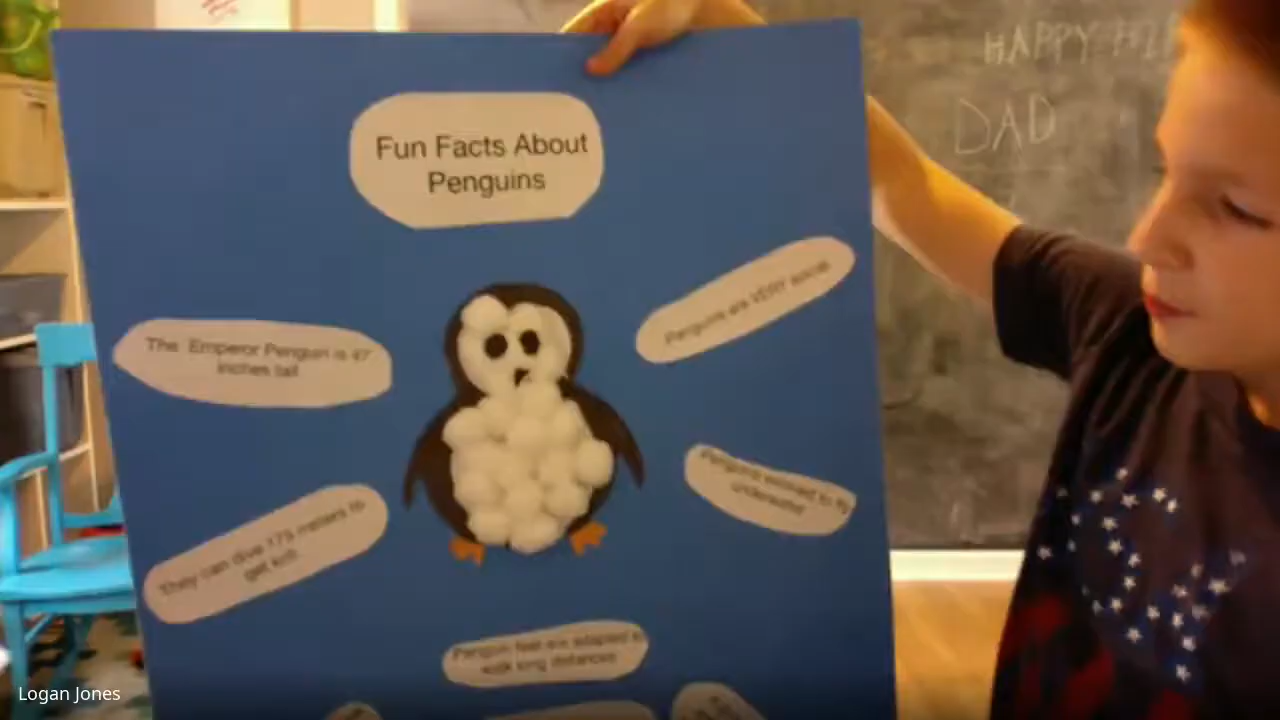 HAPPY
DAD
Fun Facts About
Penguins
Penguins are VERY social
The Emperor Penguin is 47
inches tall
Penguins evolved to fly
underwater
They can dive 175 meters to
get krill
Penguin feet are adapted to
walk long distances
Logan Jones